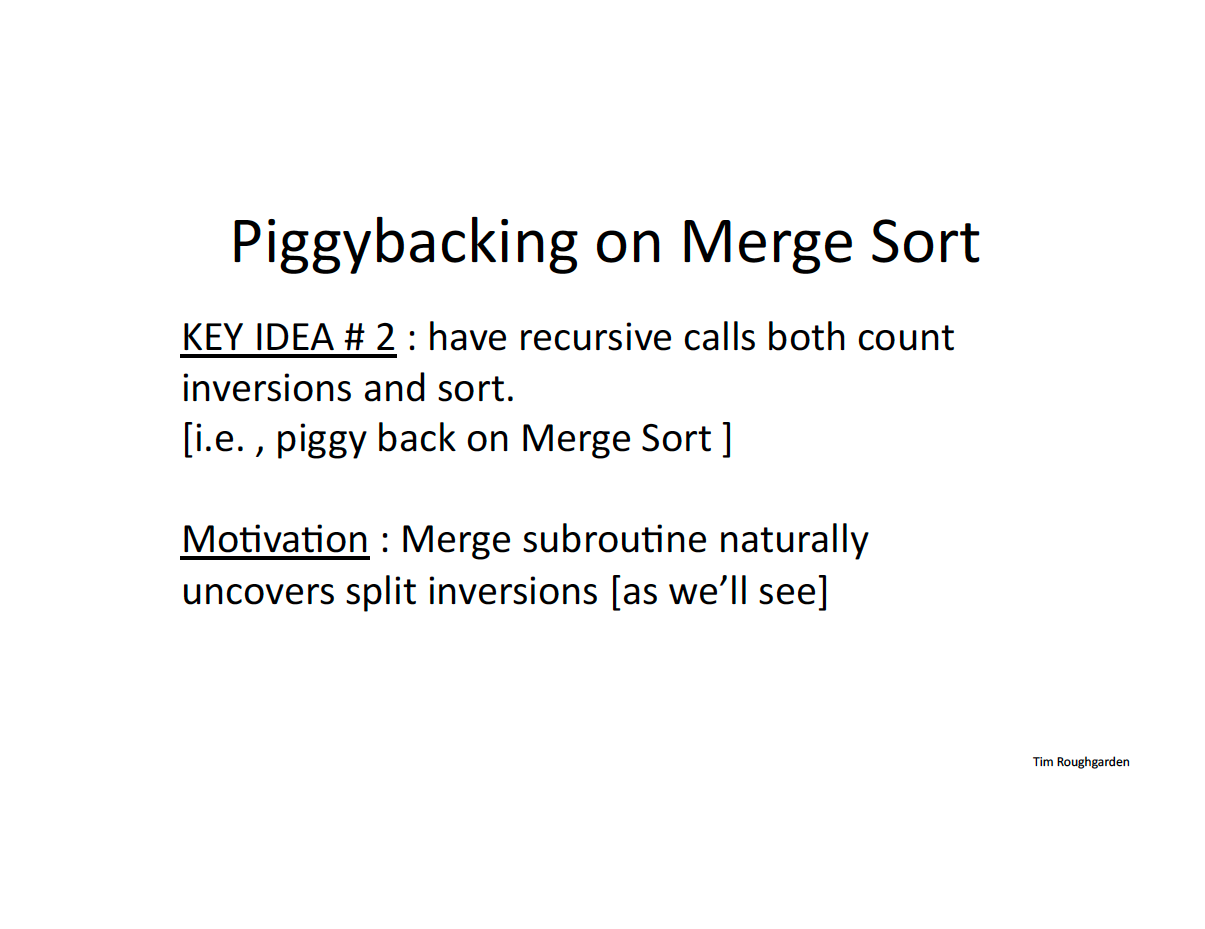 Piggybacking on Merge Sort
KEY IDEA # 2 : have recursive calls both count
inversions and sort.
[i.e. , piggy back on Merge Sort ]
Motivation : Merge subroutine naturally
uncovers split inversions [as we’ll see]
Tim Roughgarden